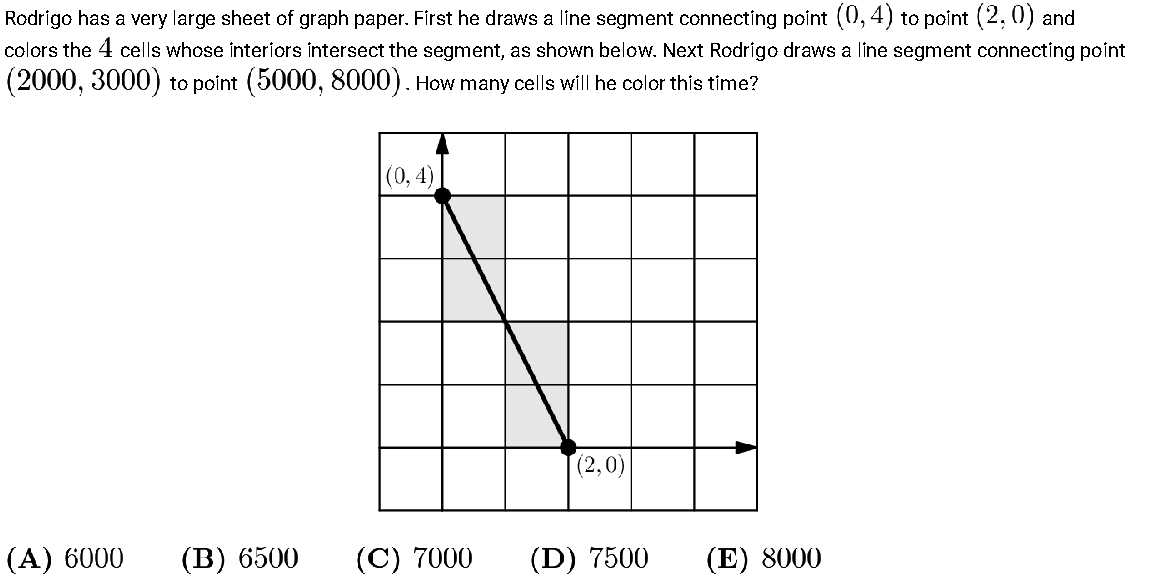 Rodrigo has a very large sheet of graph paper. First he draws a line segment connecting point (0, 4) to point (2, 0) and
colors the 4 cells whose interiors intersect the segment, as shown below. Next Rodrigo draws a line segment connecting point
(2000, 3000) to point (5000, 8000). How many cells will he color this time?
(0, 4)
(2, 0)
(A) 6000 (B) 6500 (C) 7000 (D) 7500 (E) 8000